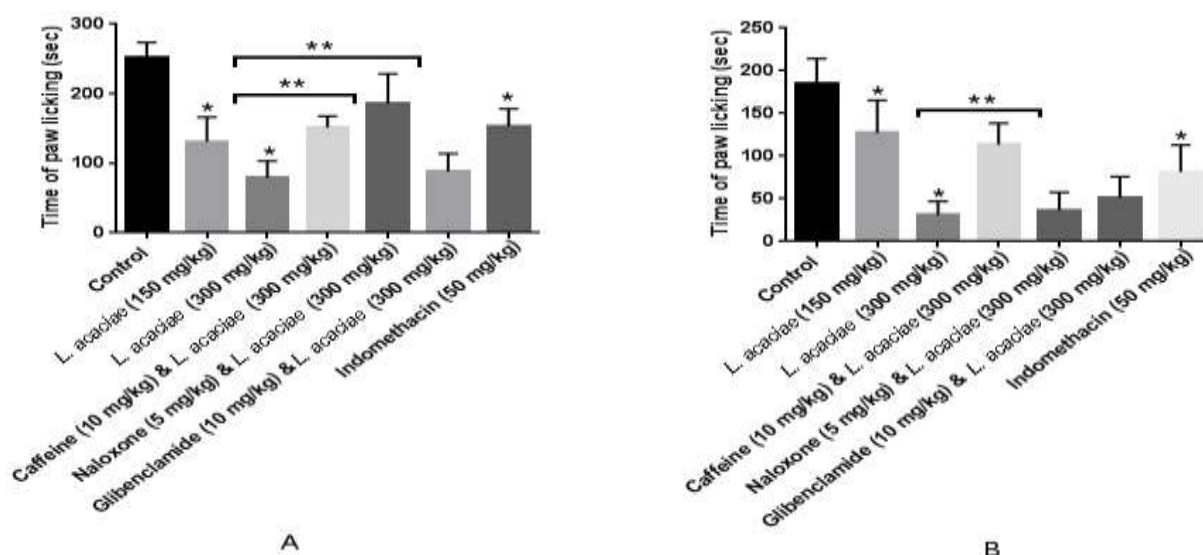 Time of paw licking (sec)
300
200
100
0
*
*
**
**
*
Control
L. acaciae (150 mg/kg)
L. acaciae (300 mg/kg)
Caffeine (10 mg/kg) & L. acaciae (300 mg/kg)
Naloxone (5 mg/kg) & L. acaciae (300 mg/kg)
Glibenclamide (10 mg/kg) & L. acaciae (300 mg/kg)
Indomethacin (50 mg/kg)
A
Time of paw licking (sec)
250
200
150
100
50
0
*
*
**
*
Control
L. acaciae (150 mg/kg)
L. acaciae (300 mg/kg)
Caffeine (10 mg/kg) & L. acaciae (300 mg/kg)
Naloxone (5 mg/kg) & L. acaciae (300 mg/kg)
Glibenclamide (10 mg/kg) & L. acaciae (300 mg/kg)
Indomethacin (50 mg/kg)
B